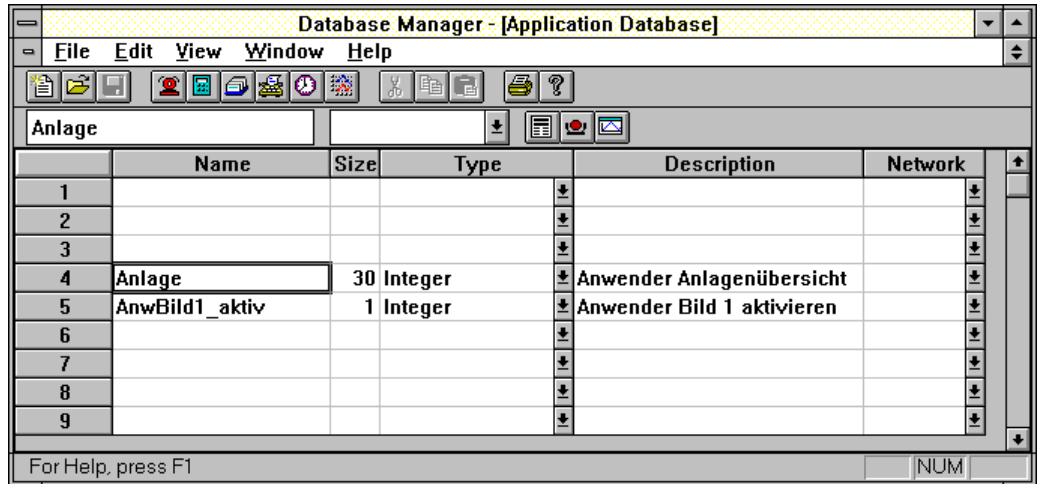 Database Manager - [Application Database]
File Edit View Window Help
Anlage
Name Size Type Description Network
1
2
3
4 Anlage 30 Integer Anwender Anlagenübersicht
5 AnwBild1_aktiv 1 Integer Anwender Bild 1 aktivieren
6
7
8
9
For Help, press F1 NUM